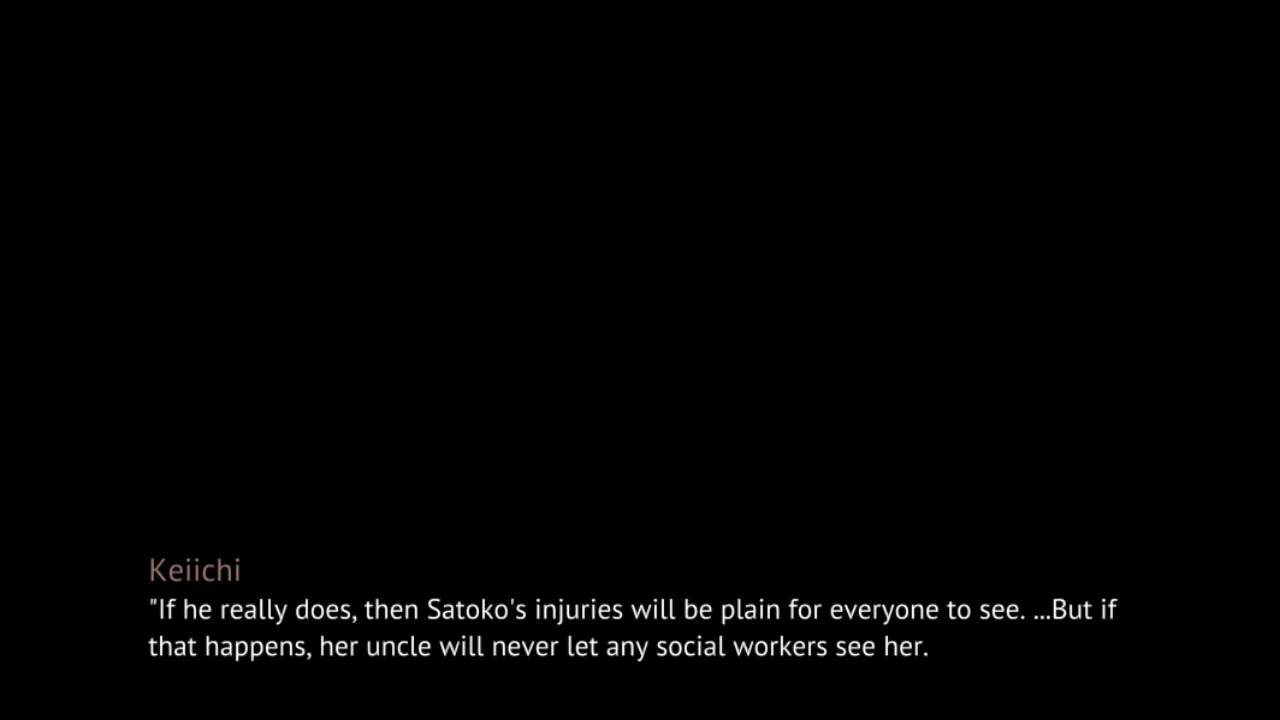 Keiichi
"If he really does, then Satoko's injuries will be plain for everyone to see. ...But if
that happens, her uncle will never let any social workers see her.